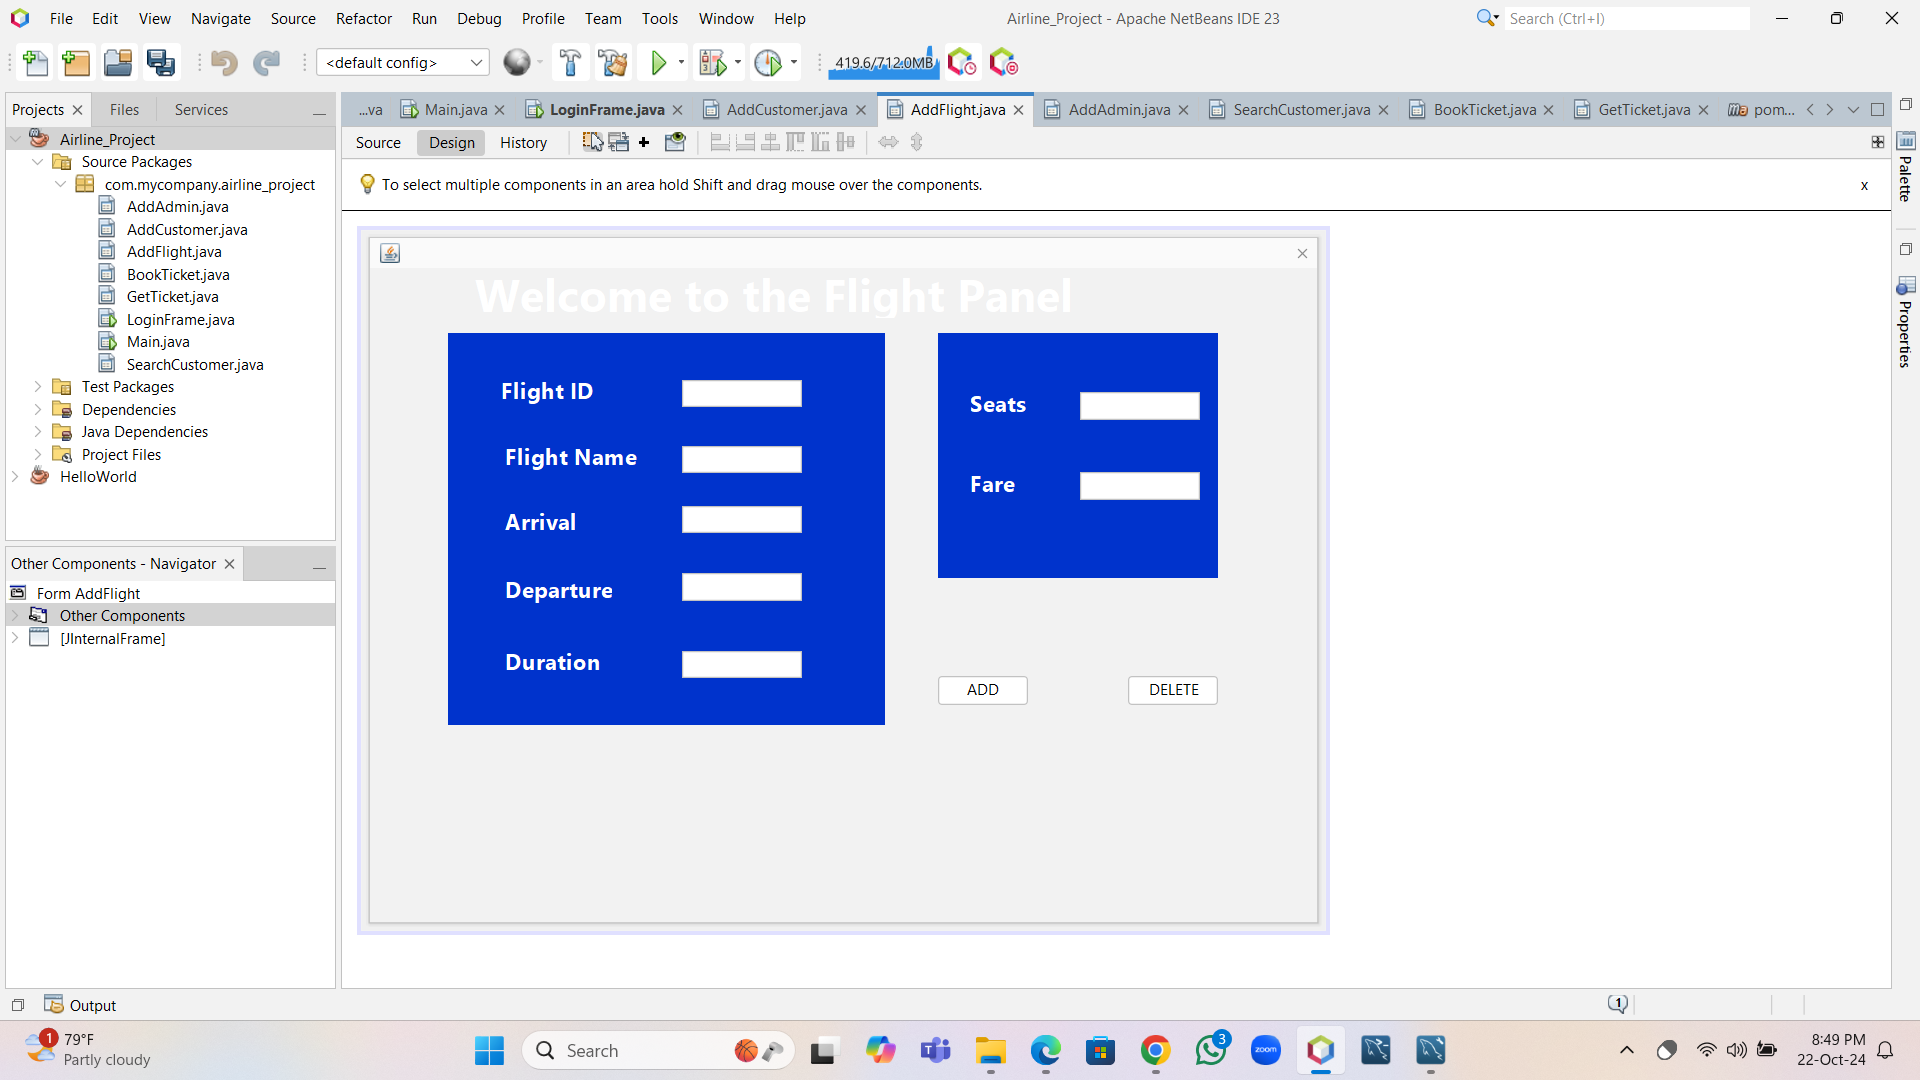 File Edit View Navigate Source Refactor Run Debug Profile Team Tools Window Help
Airline_Project - Apache NetBeans IDE 23
Search (Ctrl+I)
<default config>
419.6/712.0MB
Projects Files Services
...va Main.java LoginFrame.java AddCustomer.java AddFlight.java AddAdmin.java SearchCustomer.java BookTicket.java GetTicket.java pom...
Source Design History
To select multiple components in an area hold Shift and drag mouse over the components.
x
Airline_Project
Source Packages
com.mycompany.airline_project
AddAdmin.java
AddCustomer.java
AddFlight.java
BookTicket.java
GetTicket.java
LoginFrame.java
Main.java
SearchCustomer.java
Test Packages
Dependencies
Java Dependencies
Project Files
HelloWorld
Other Components - Navigator
Form AddFlight
Other Components
[JInternalFrame]
Welcome to the Flight Panel
Flight ID
Flight Name
Arrival
Departure
Duration
Seats
Fare
ADD
DELETE
Palette
Properties
Output
1
1
79°F
Partly cloudy
Search
3
zoom
8:49 PM
22-Oct-24